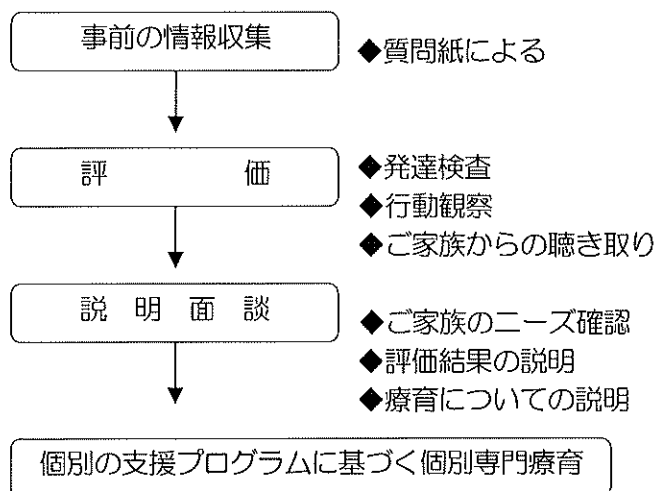 事前の情報収集
◆質問紙による
評価
◆発達検査
◆行動観察
◆ご家族からの聴き取り
説明面談
◆ご家族のニーズ確認
◆評価結果の説明
◆療育についての説明
個別の支援プログラムに基づく個別専門療育